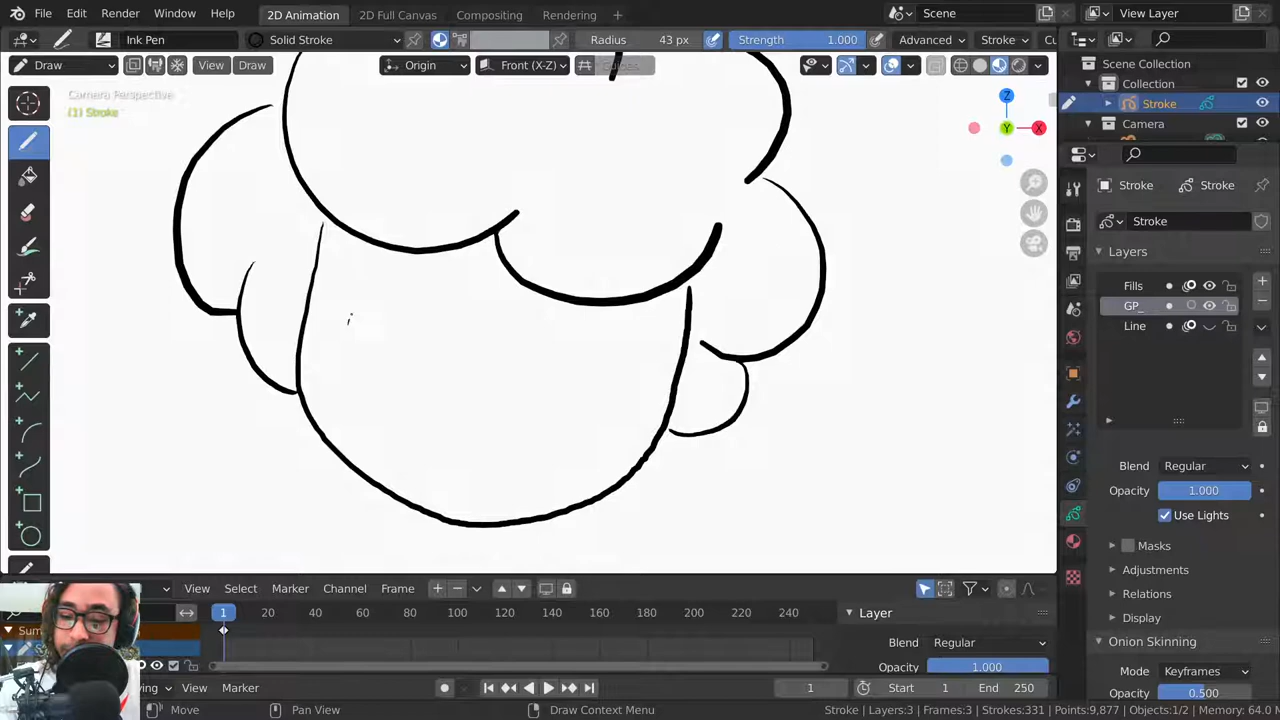 File Edit Render Window Help 2D Animation 2D Full Canvas Compositing Rendering + Scene View Layer
Ink Pen Solid Stroke Radius 43 px Strength 1.000 Advanced Stroke Cu
Draw View Draw Origin Front (X-Z) Guides
Camera Perspective
(1) Stroke
Z
Y
X
Scene Collection
Collection
Stroke
Camera
Stroke Stroke
Stroke
Layers
Fills
GP_
Line
Blend Regular
Opacity 1.000
Use Lights
Masks
Adjustments
Relations
Display
Onion Skinning
Mode Keyframes
Opacity 0.500
View Select Marker Channel Frame
1 20 40 60 80 100 120 140 160 180 200 220 240
Sum
Layer
Blend Regular
Opacity 1.000
ying View Marker 1 Start 1 End 250
Move Pan View Draw Context Menu Stroke | Layers:3 | Frames:3 | Strokes:331 | Points:9,877 | Objects:1/2 | Memory: 64.0 M